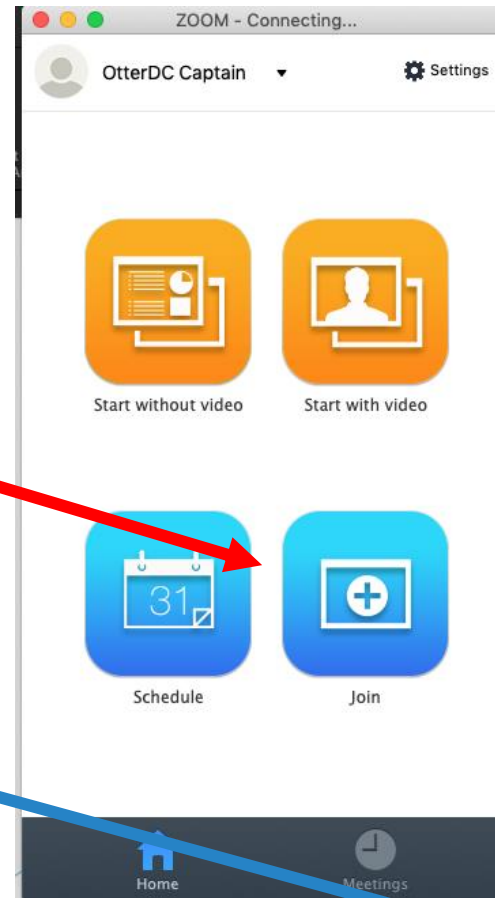 ZOOM - Connecting...
OtterDC Captain
Settings
Start without video
Start with video
31
Schedule
Join
Home
Meetings